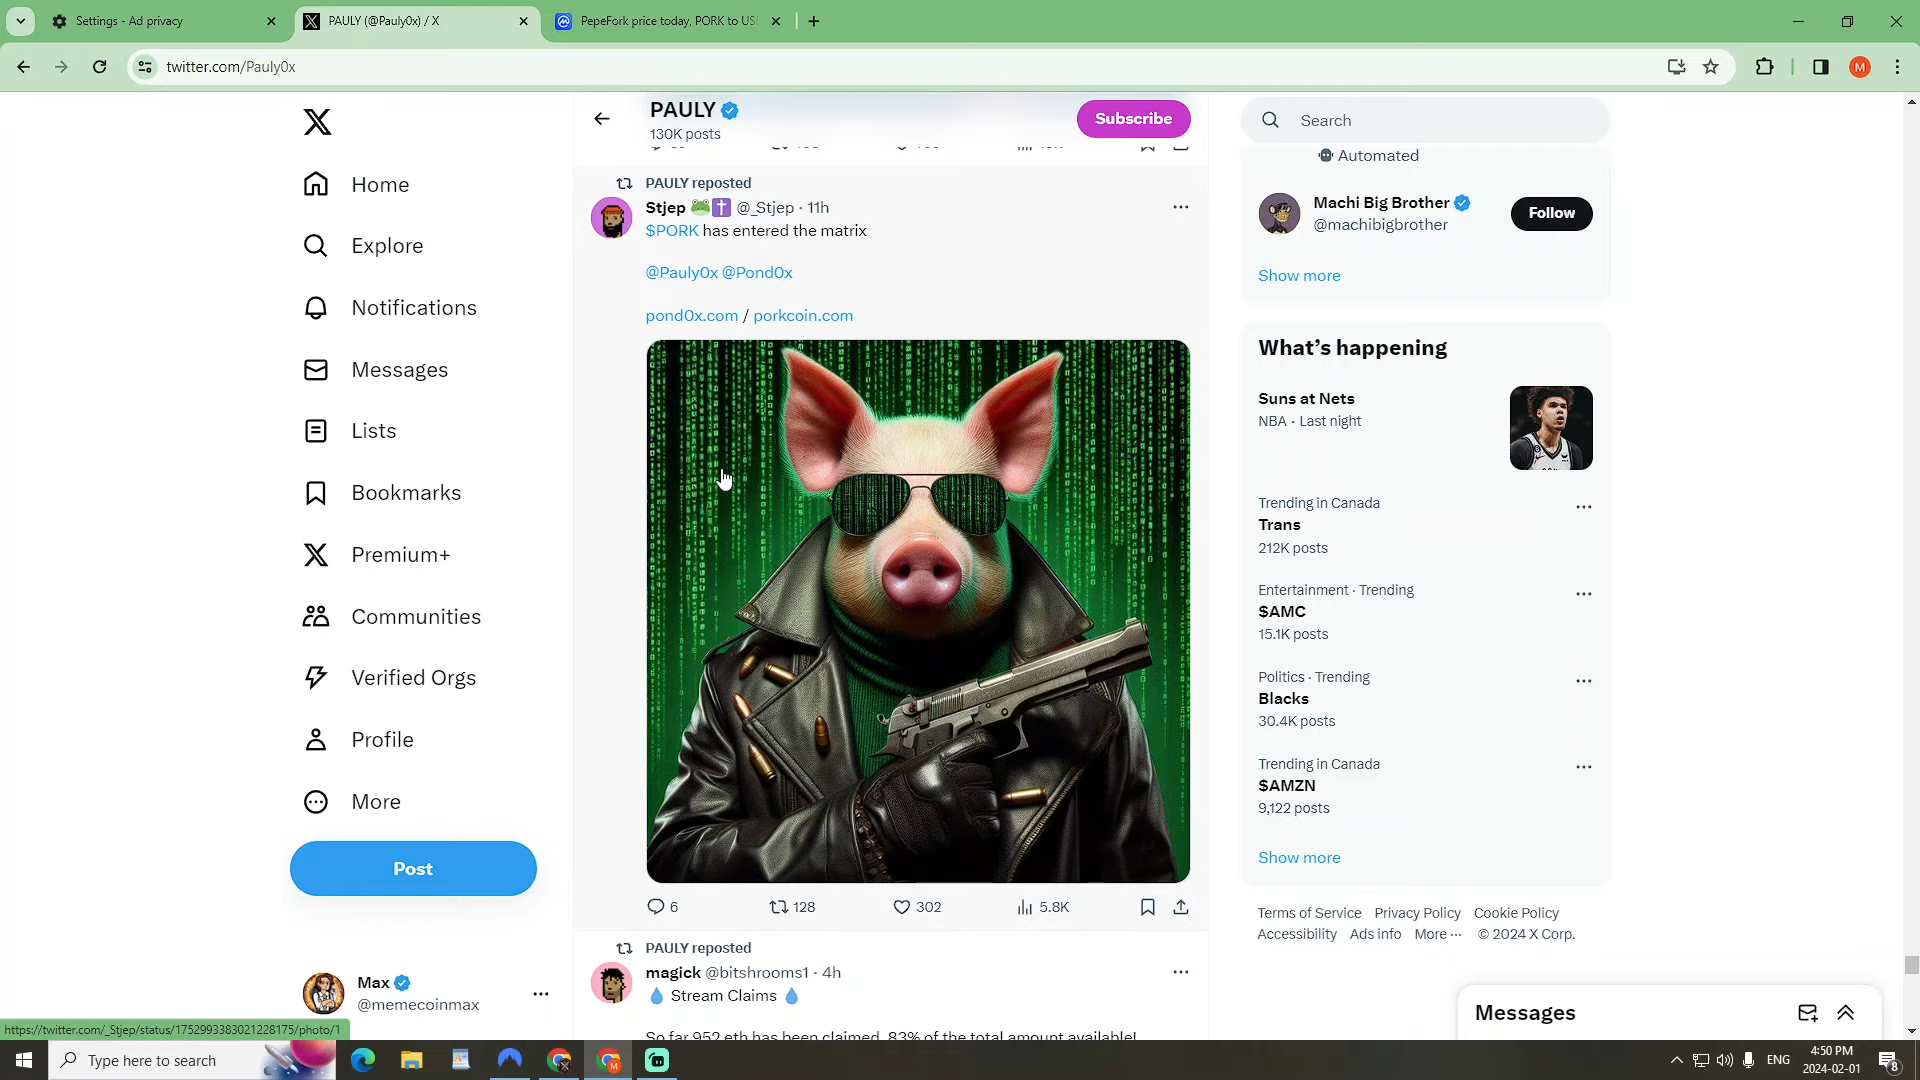 Settings - Ad privacy
PAULY (@Pauly0x) / X
PepeFork price today, PORK to US
twitter.com/Pauly0x
M
PAULY
130K posts
Subscribe
Search
Home
Explore
Notifications
Messages
Lists
Bookmarks
Premium+
Communities
Verified Orgs
Profile
More
Post
Max
@memecoinmax
PAULY reposted
Stjep 🐸✝️ @_Stjep · 11h
$PORK has entered the matrix
@Pauly0x @Pond0x
pond0x.com / porkcoin.com
6
128
302
5.8K
PAULY reposted
magick @bitshrooms1 · 4h
💧 Stream Claims 💧
So far 952 eth has been claimed, 83% of the total amount available!
Automated
Machi Big Brother
@machibigbrother
Follow
Show more
What's happening
Suns at Nets
NBA · Last night
Trending in Canada
Trans
212K posts
Entertainment · Trending
$AMC
15.1K posts
Politics · Trending
Blacks
30.4K posts
Trending in Canada
$AMZN
9,122 posts
Show more
Terms of Service Privacy Policy Cookie Policy
Accessibility Ads info More ··· © 2024 X Corp.
Messages
https://twitter.com/_Stjep/status/1752993383021228175/photo/1
Type here to search
ENG
4:50 PM
2024-02-01
8